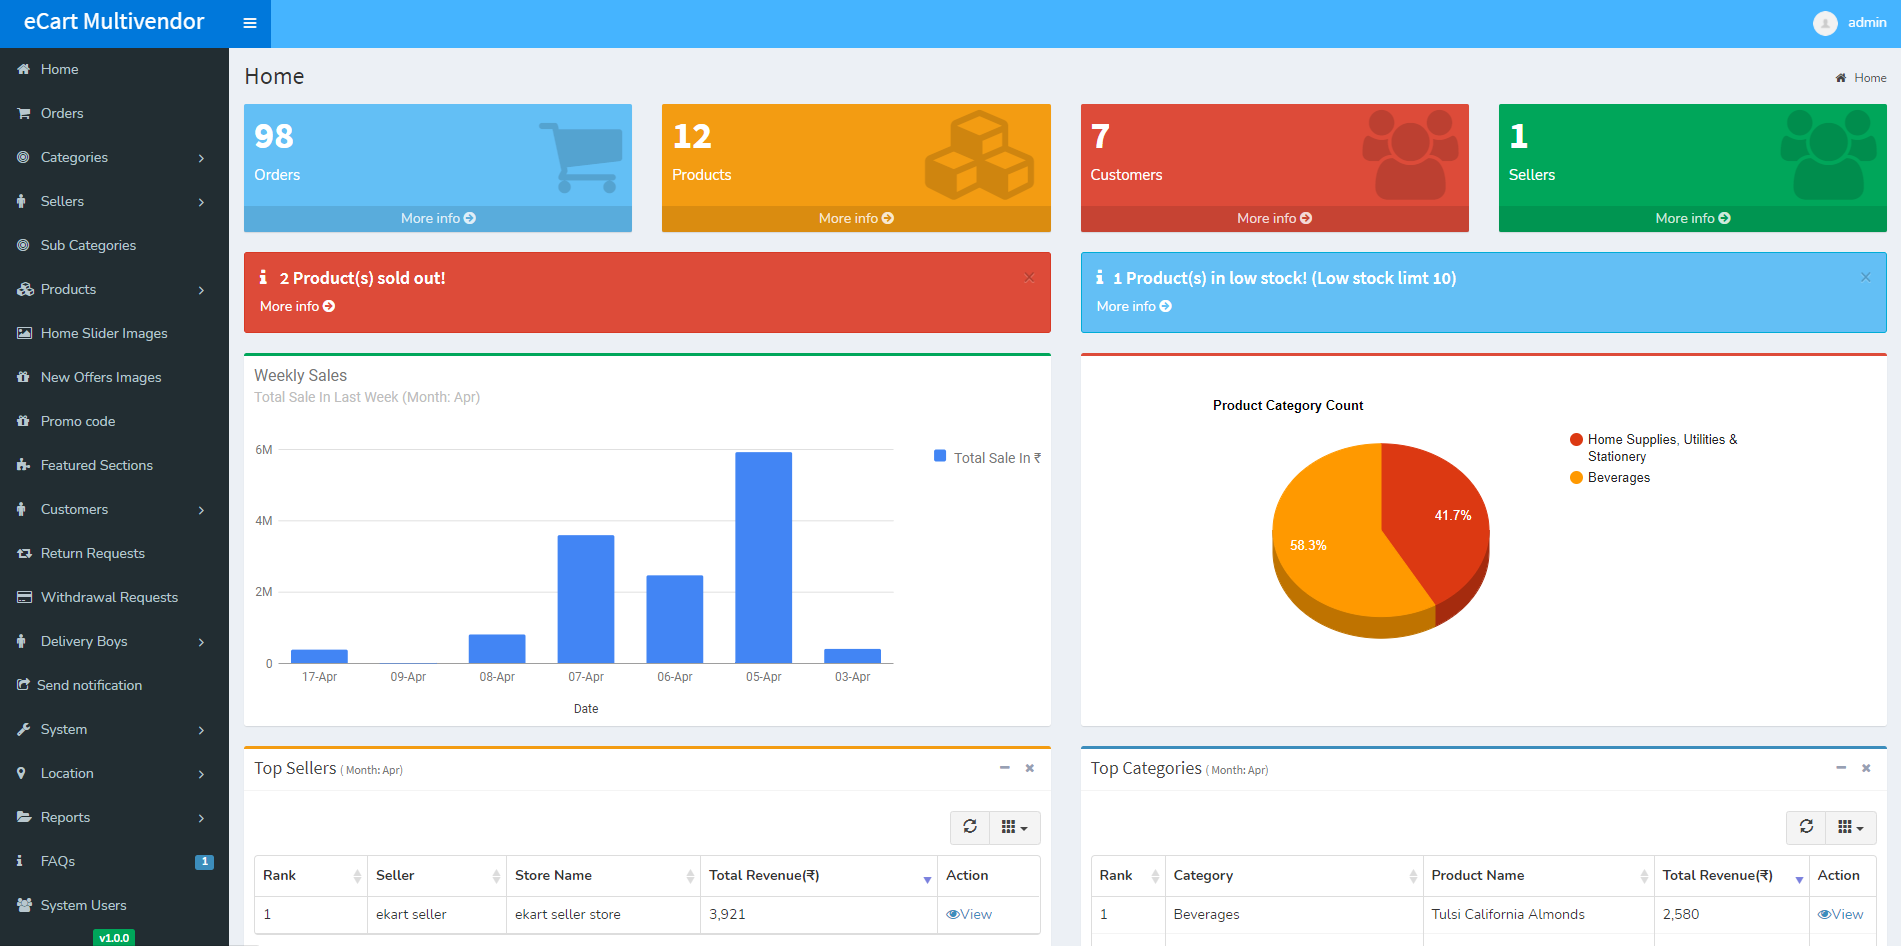 eCart Multivendor
admin
Home
Orders
Categories
Sellers
Sub Categories
Products
Home Slider Images
New Offers Images
Promo code
Featured Sections
Customers
Return Requests
Withdrawal Requests
Delivery Boys
Send notification
System
Location
Reports
FAQs 1
System Users
v1.0.0
Home
Home
98
Orders
More info
12
Products
More info
7
Customers
More info
1
Sellers
More info
2 Product(s) sold out!
More info
1 Product(s) in low stock! (Low stock limt 10)
More info
Weekly Sales
Total Sale In Last Week (Month: Apr)
6M
4M
2M
0
17-Apr 09-Apr 08-Apr 07-Apr 06-Apr 05-Apr 03-Apr
Date
Total Sale In ₹
Product Category Count
41.7%
58.3%
Home Supplies, Utilities &
Stationery
Beverages
Top Sellers ( Month: Apr)
Rank Seller Store Name Total Revenue(₹) Action
1 ekart seller ekart seller store 3,921 View
Top Categories ( Month: Apr)
Rank Category Product Name Total Revenue(₹) Action
1 Beverages Tulsi California Almonds 2,580 View